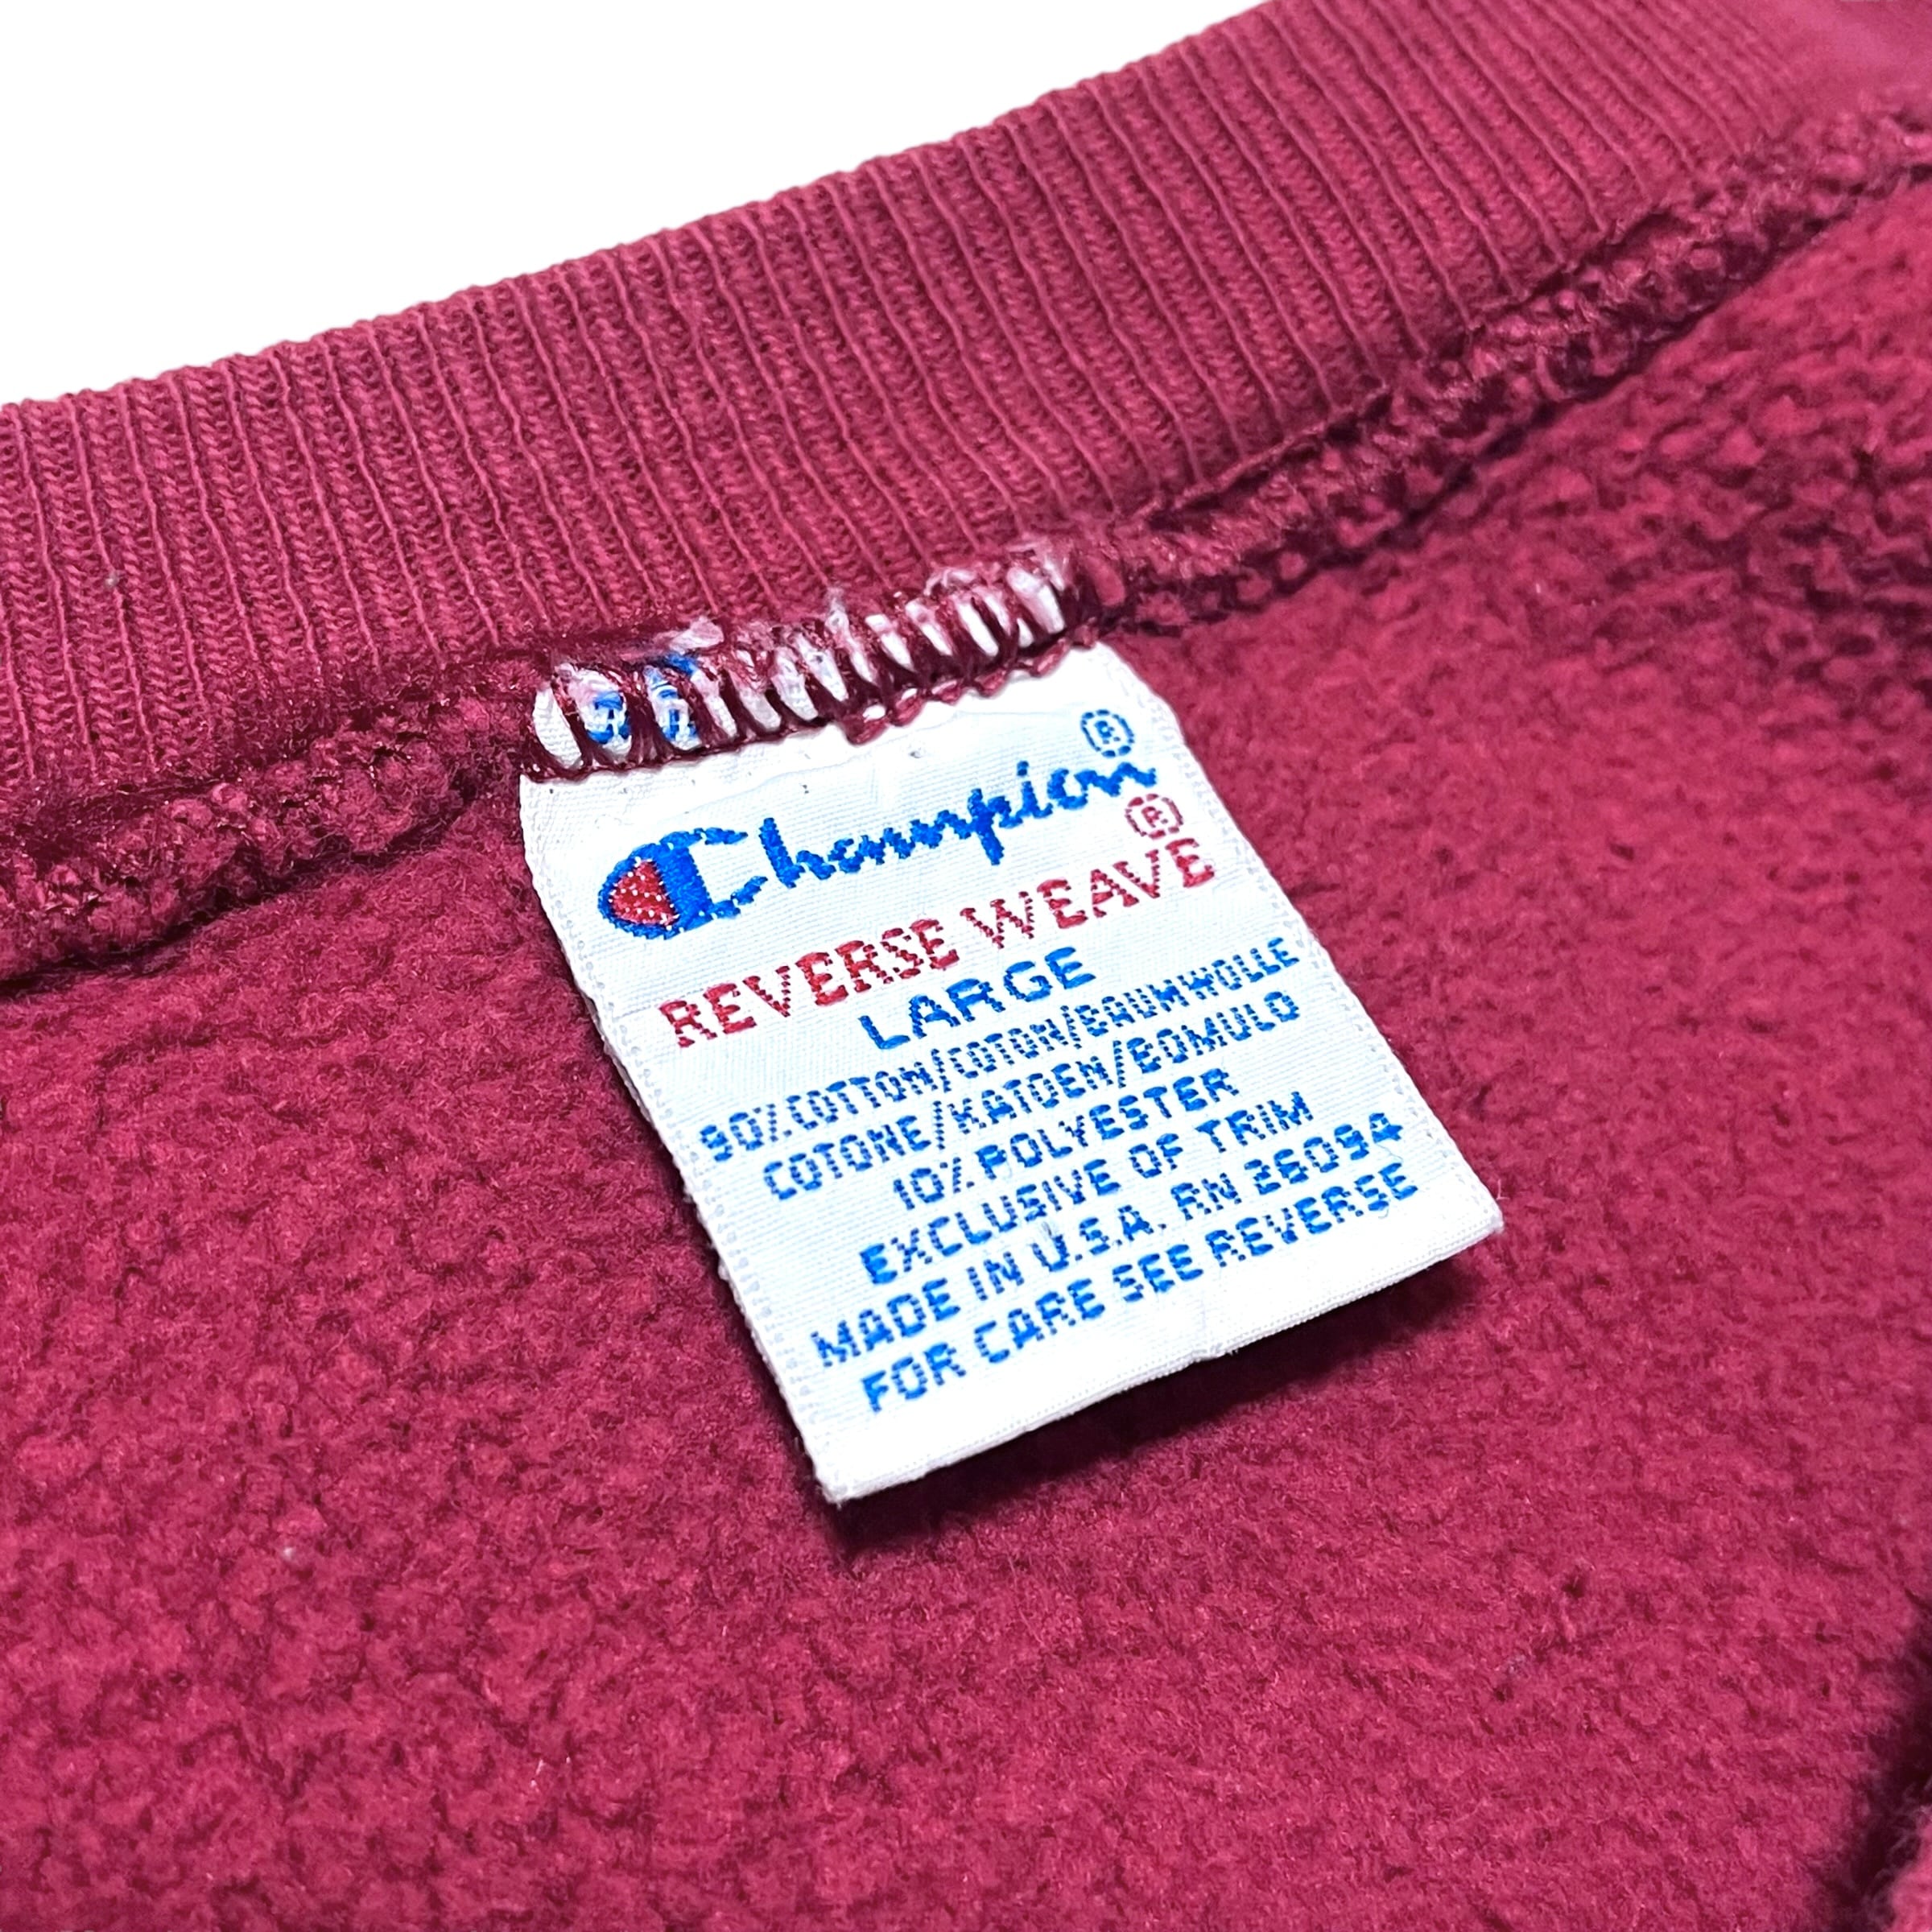 Champion®
REVERSE WEAVE®
LARGE
90% COTTON/COTON/BAUMWOLLE
COTONE/KATOEN/BOMULD
10% POLYESTER
EXCLUSIVE OF TRIM
MADE IN U.S.A. RN 26094
FOR CARE SEE REVERSE